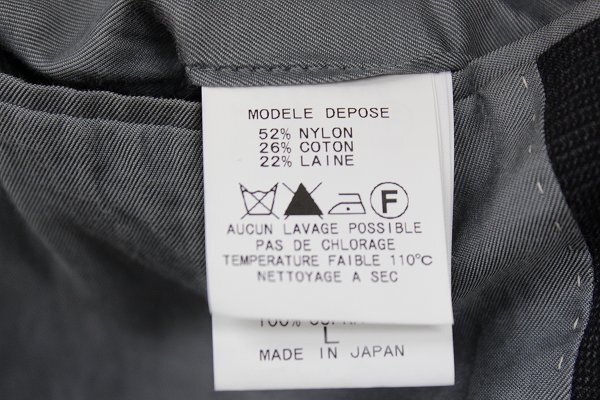 MODELE DEPOSE
52% NYLON
26% COTON
22% LAINE
F
AUCUN LAVAGE POSSIBLE
PAS DE CHLORAGE
TEMPERATURE FAIBLE 110℃
NETTOYAGE A SEC
100%
L
MADE IN JAPAN